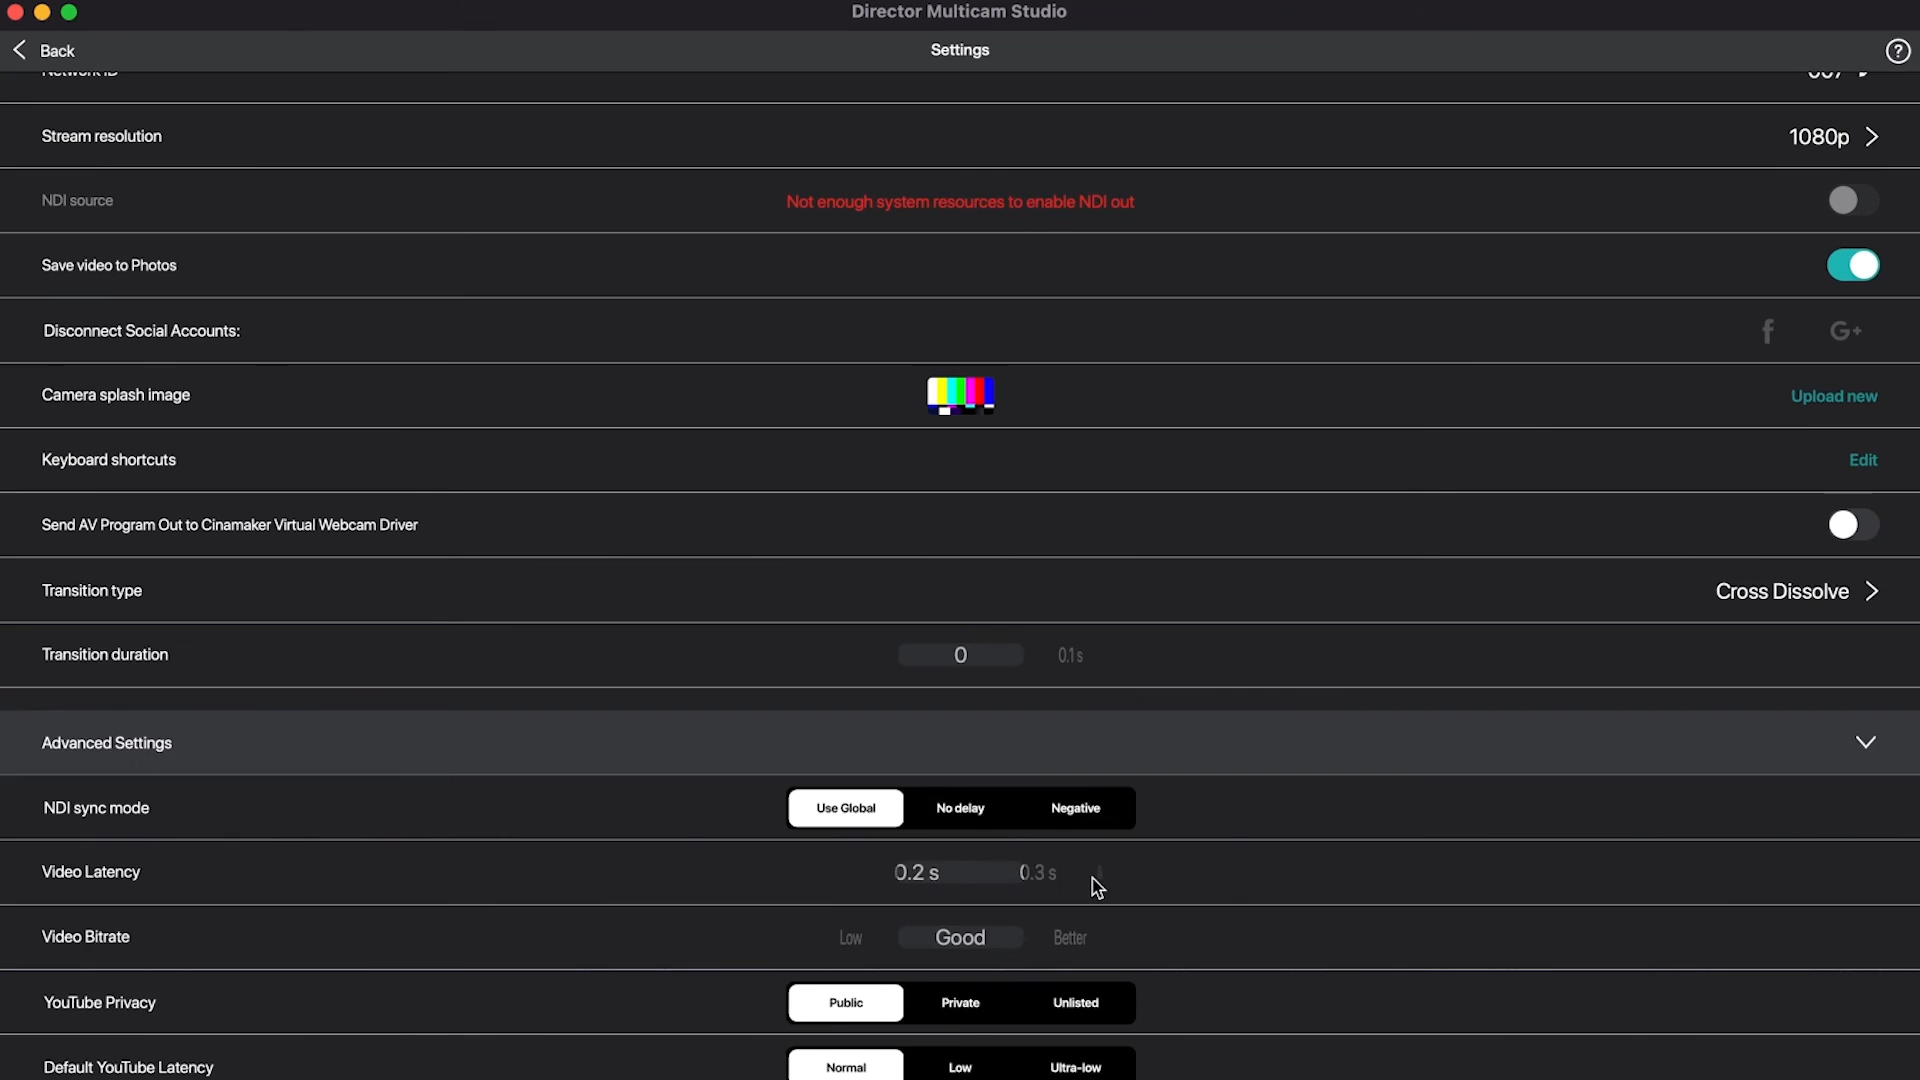 Director Multicam Studio
Back
Settings
?
Network ID
Stream resolution
1080p
NDI source
Not enough system resources to enable NDI out
Save video to Photos
Disconnect Social Accounts:
f
G+
Camera splash image
Upload new
Keyboard shortcuts
Edit
Send AV Program Out to Cinamaker Virtual Webcam Driver
Transition type
Cross Dissolve
Transition duration
0
0.1 s
Advanced Settings
NDI sync mode
Use Global
No delay
Negative
Video Latency
0.2 s
0.3 s
Video Bitrate
Low
Good
Better
YouTube Privacy
Public
Private
Unlisted
Default YouTube Latency
Normal
Low
Ultra-low